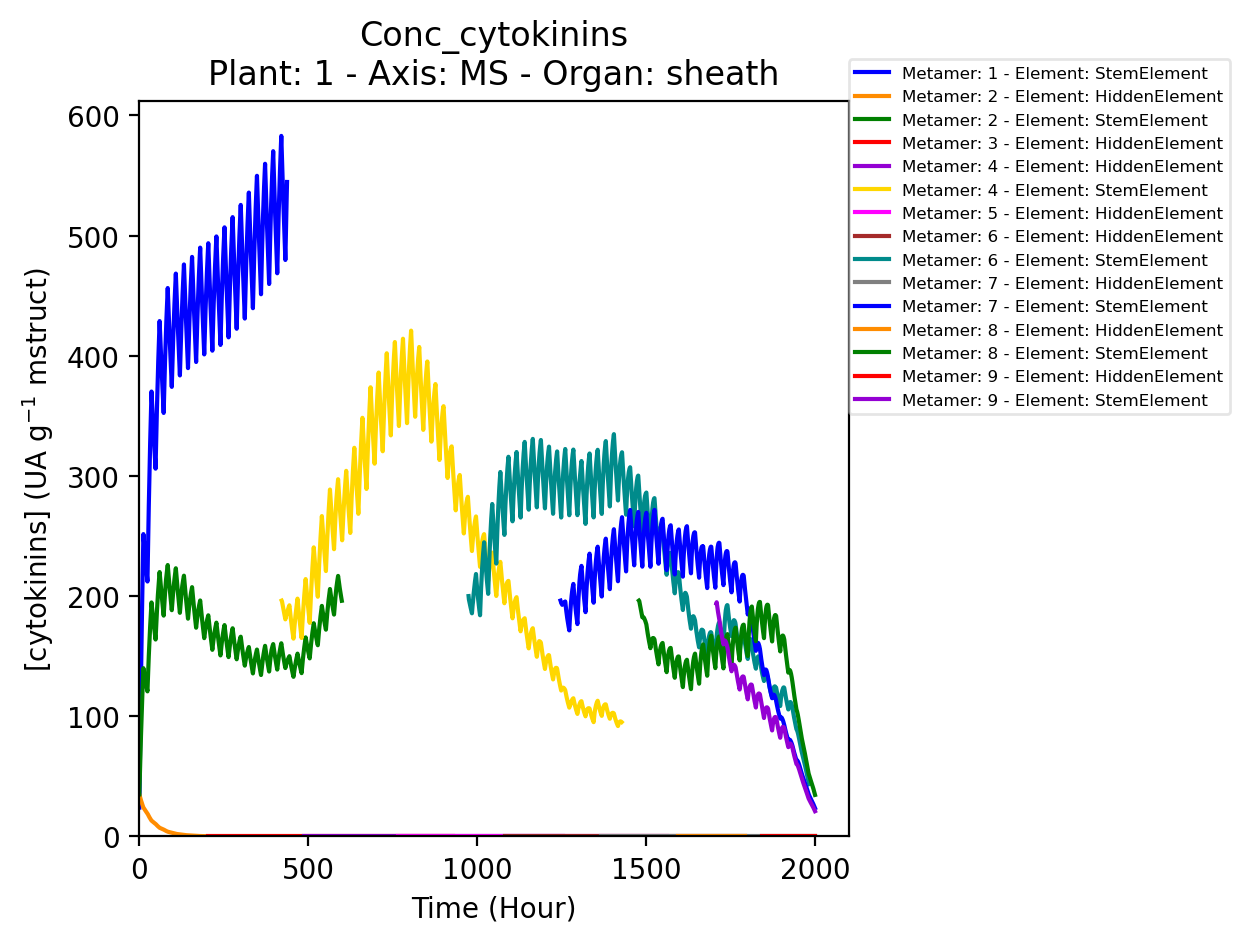 Conc_cytokinins
Plant: 1 - Axis: MS - Organ: sheath
Metamer: 1 - Element: StemElement
Metamer: 2 - Element: HiddenElement
Metamer: 2 - Element: StemElement
Metamer: 3 - Element: HiddenElement
Metamer: 4 - Element: HiddenElement
Metamer: 4 - Element: StemElement
Metamer: 5 - Element: HiddenElement
Metamer: 6 - Element: HiddenElement
Metamer: 6 - Element: StemElement
Metamer: 7 - Element: HiddenElement
Metamer: 7 - Element: StemElement
Metamer: 8 - Element: HiddenElement
Metamer: 8 - Element: StemElement
Metamer: 9 - Element: HiddenElement
Metamer: 9 - Element: StemElement
[cytokinins] (UA g⁻¹ mstruct)
600
500
400
300
200
100
0
0 500 1000 1500 2000
Time (Hour)